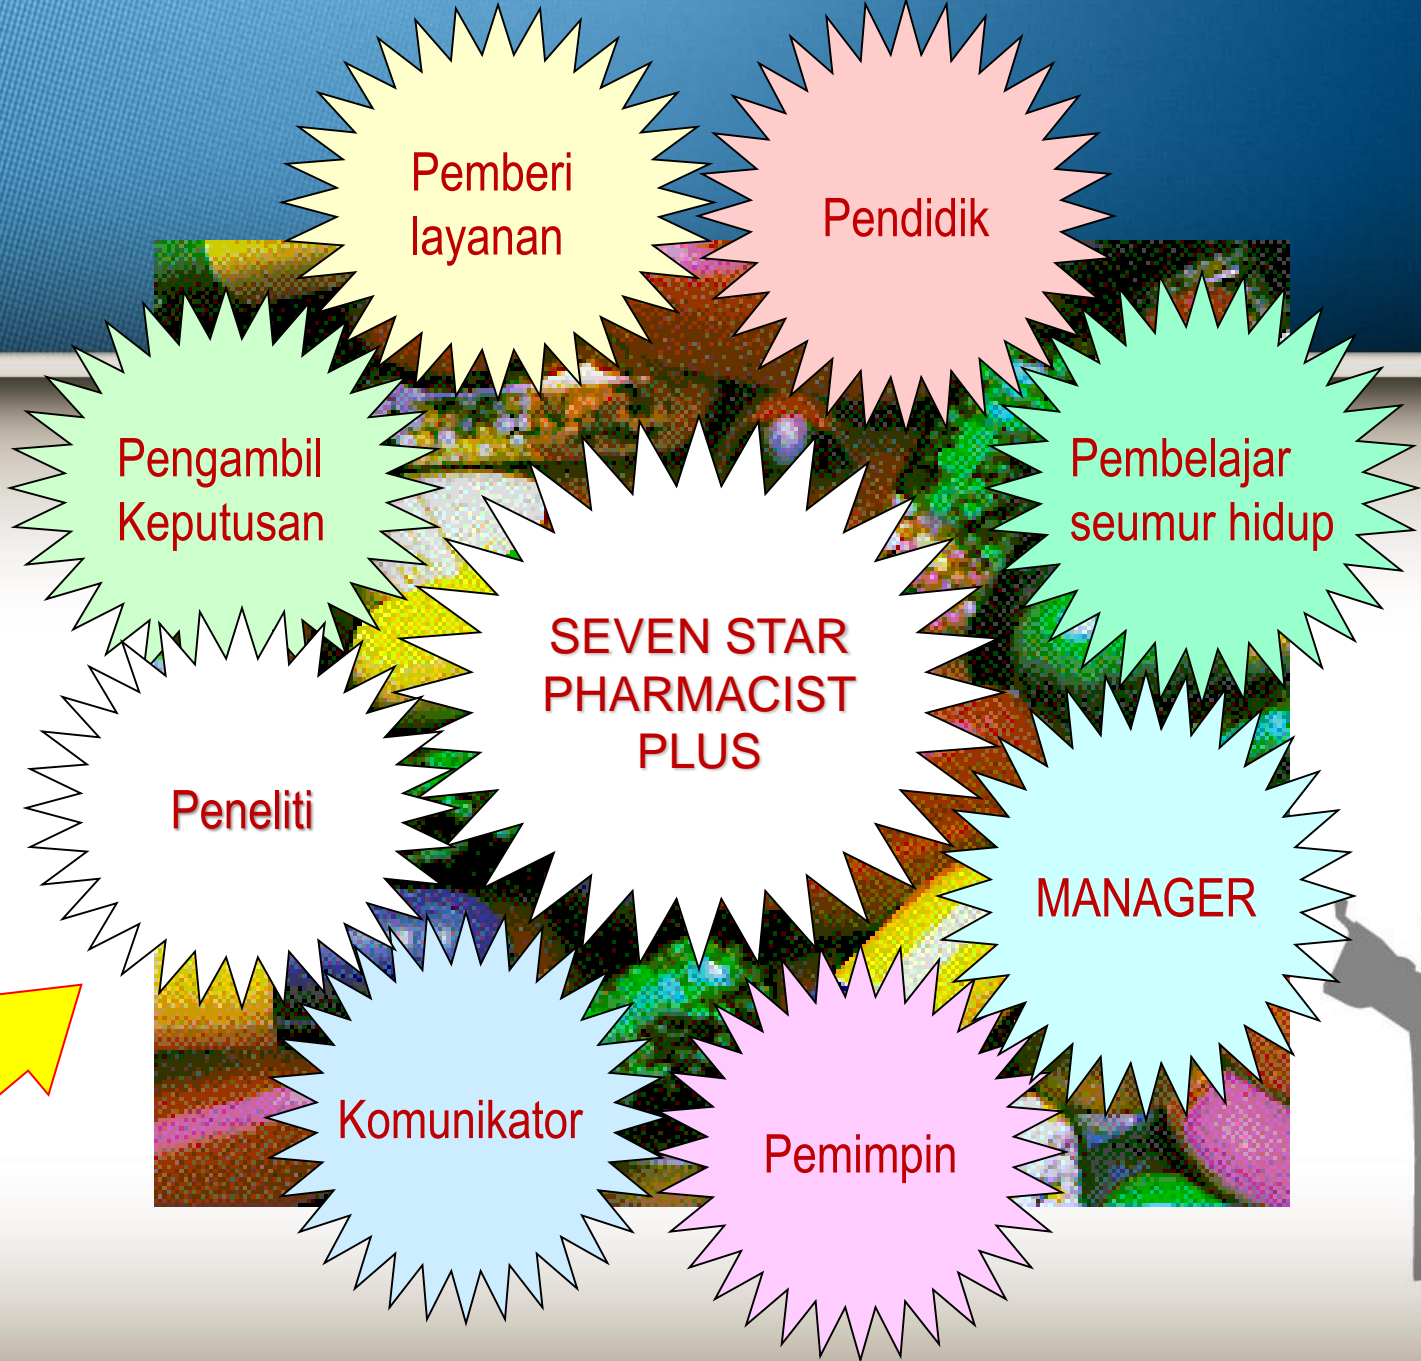 Pemberi
layanan
Pendidik
Pengambil
Keputusan
Pembelajar
seumur hidup
SEVEN STAR
PHARMACIST
PLUS
Peneliti
MANAGER
Komunikator
Pemimpin